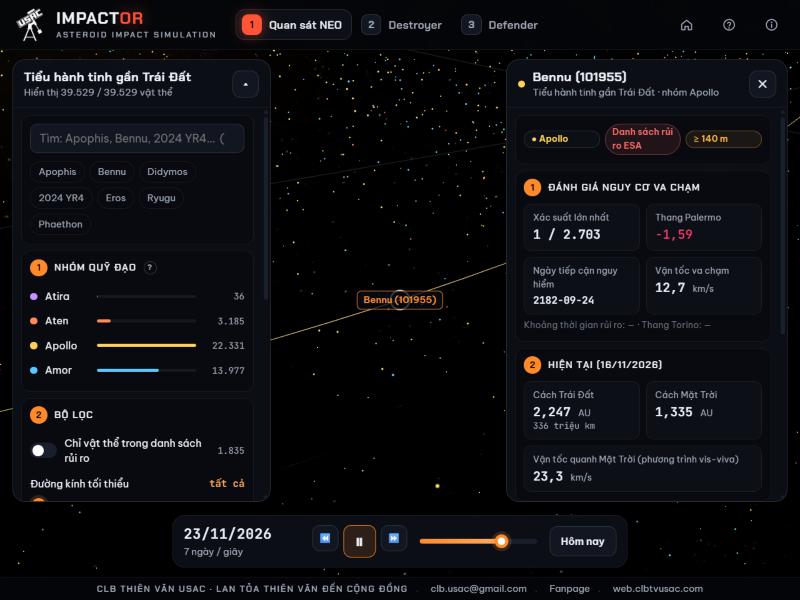 USAC
IMPACTOR
ASTEROID IMPACT SIMULATION
1 Quan sát NEO
2 Destroyer
3 Defender
Tiểu hành tinh gần Trái Đất
Hiển thị 39.529 / 39.529 vật thể
Tìm: Apophis, Bennu, 2024 YR4... (
Apophis Bennu Didymos
2024 YR4 Eros Ryugu
Phaethon
1 NHÓM QUỸ ĐẠO ?
Atira 36
Aten 3.185
Apollo 22.331
Amor 13.977
2 BỘ LỌC
Chỉ vật thể trong danh sách
rủi ro 1.835
Đường kính tối thiểu tất cả
Bennu (101955)
Bennu (101955)
Tiểu hành tinh gần Trái Đất · nhóm Apollo
Apollo
Danh sách rủi
ro ESA
≥ 140 m
1 ĐÁNH GIÁ NGUY CƠ VA CHẠM
Xác suất lớn nhất
1 / 2.703
Thang Palermo
-1,59
Ngày tiếp cận nguy
hiểm
2182-09-24
Vận tốc va chạm
12,7 km/s
Khoảng thời gian rủi ro: — · Thang Torino: —
2 HIỆN TẠI (16/11/2026)
Cách Trái Đất
2,247 AU
336 triệu km
Cách Mặt Trời
1,335 AU
Vận tốc quanh Mặt Trời (phương trình vis-viva)
23,3 km/s
23/11/2026
7 ngày / giây
Hôm nay
CLB THIÊN VĂN USAC · LAN TỎA THIÊN VĂN ĐẾN CỘNG ĐỒNG · clb.usac@gmail.com · Fanpage · web.clbtvusac.com